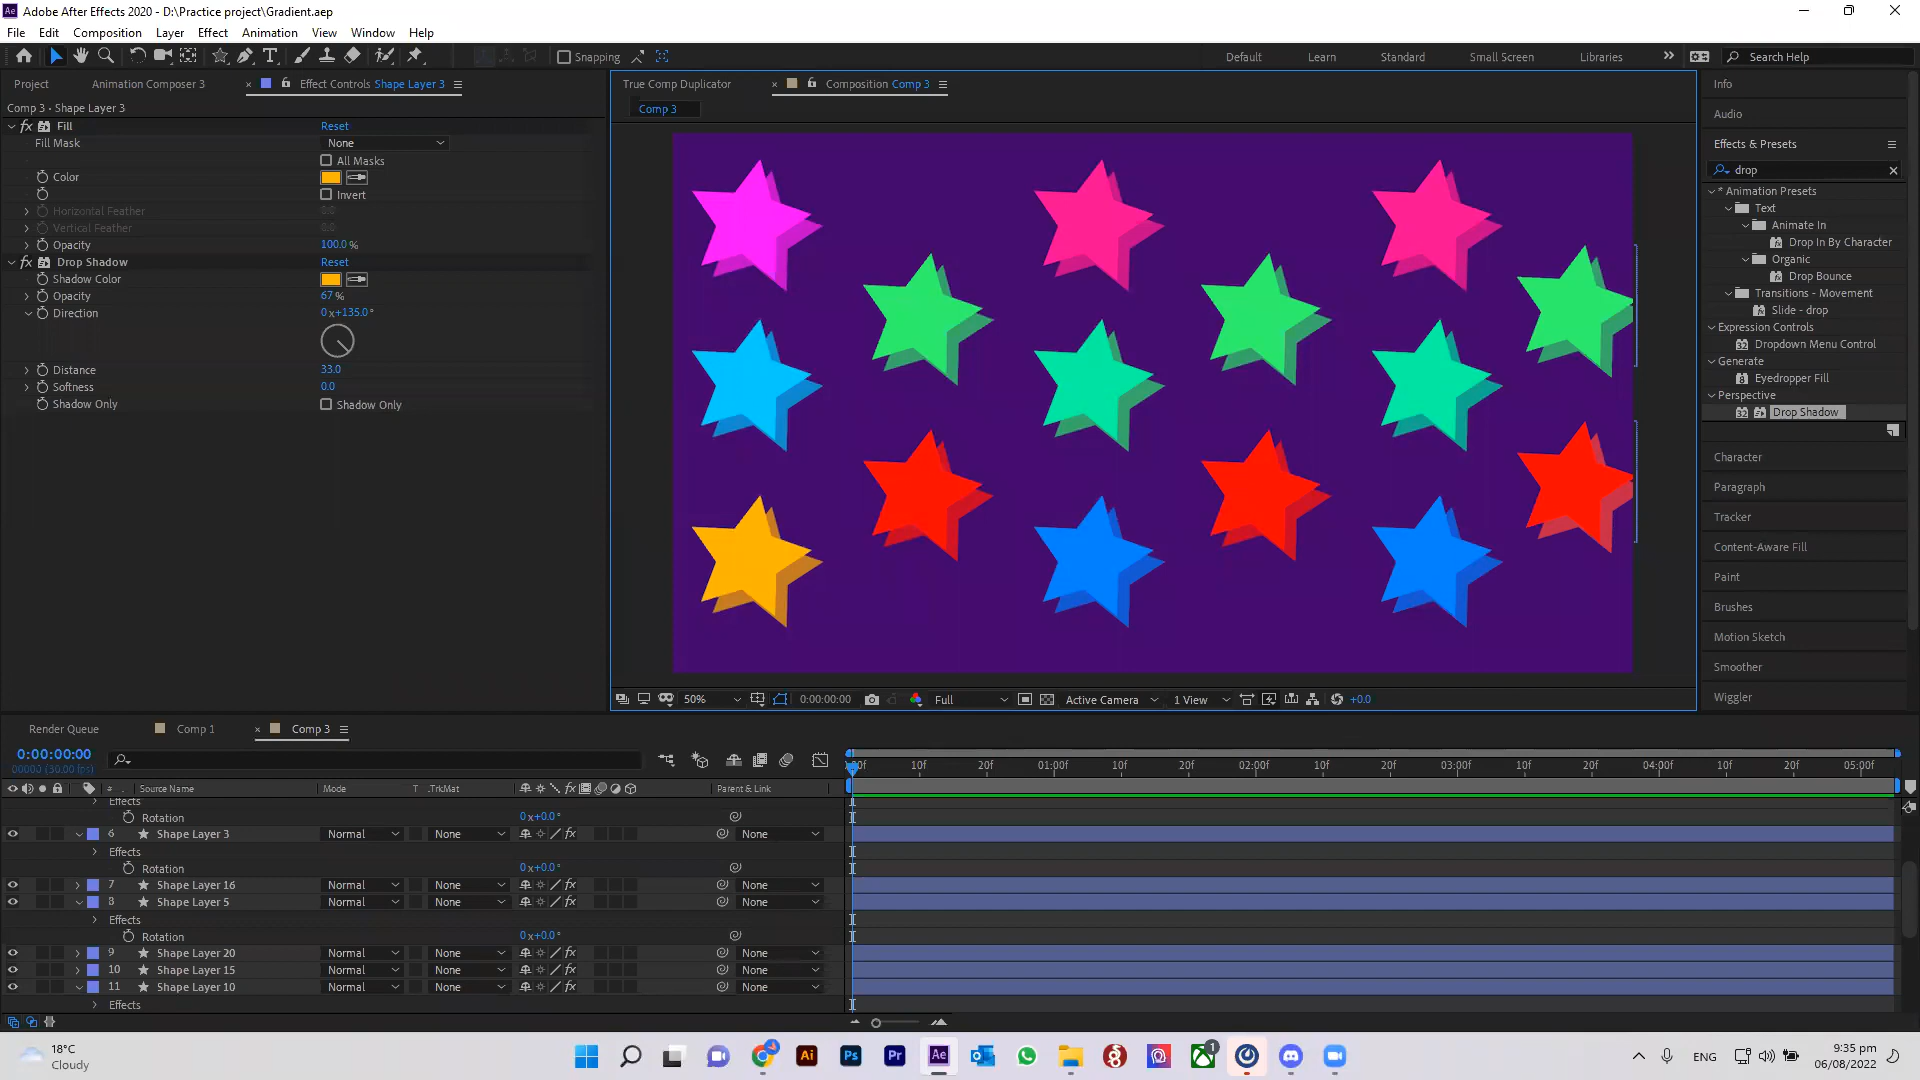 Adobe After Effects 2020 - D:\Practice project\Gradient.aep
File Edit Composition Layer Effect Animation View Window Help
Snapping Default Learn Standard Small Screen Libraries Search Help
Project Animation Composer 3 Effect Controls Shape Layer 3
Comp 3 • Shape Layer 3
Fill Reset
Fill Mask None
All Masks
Color
Invert
Horizontal Feather 0.0
Vertical Feather 0.0
Opacity 100.0 %
Drop Shadow Reset
Shadow Color
Opacity 67 %
Direction 0 x+135.0 °
Distance 33.0
Softness 0.0
Shadow Only Shadow Only
True Comp Duplicator Composition Comp 3
Comp 3
50% 0:00:00:00 Full Active Camera 1 View +0.0
Info
Audio
Effects & Presets
drop
* Animation Presets
Text
Animate In
Drop In By Character
Organic
Drop Bounce
Transitions - Movement
Slide - drop
Expression Controls
Dropdown Menu Control
Generate
Eyedropper Fill
Perspective
Drop Shadow
Character
Paragraph
Tracker
Content-Aware Fill
Paint
Brushes
Motion Sketch
Smoother
Wiggler
Render Queue Comp 1 Comp 3
0:00:00:00
00000 (30.00 fps)
10f 20f 01:00f 10f 20f 02:00f 10f 20f 03:00f 10f 20f 04:00f 10f 20f 05:00f
# Source Name Mode T .TrkMat Parent & Link
Effects
Rotation 0 x+0.0 °
6 Shape Layer 3 Normal None None
Effects
Rotation 0 x+0.0 °
7 Shape Layer 16 Normal None None
8 Shape Layer 5 Normal None None
Effects
Rotation 0 x+0.0 °
9 Shape Layer 20 Normal None None
10 Shape Layer 15 Normal None None
11 Shape Layer 10 Normal None None
Effects
18°C
Cloudy
ENG
9:35 pm
06/08/2022